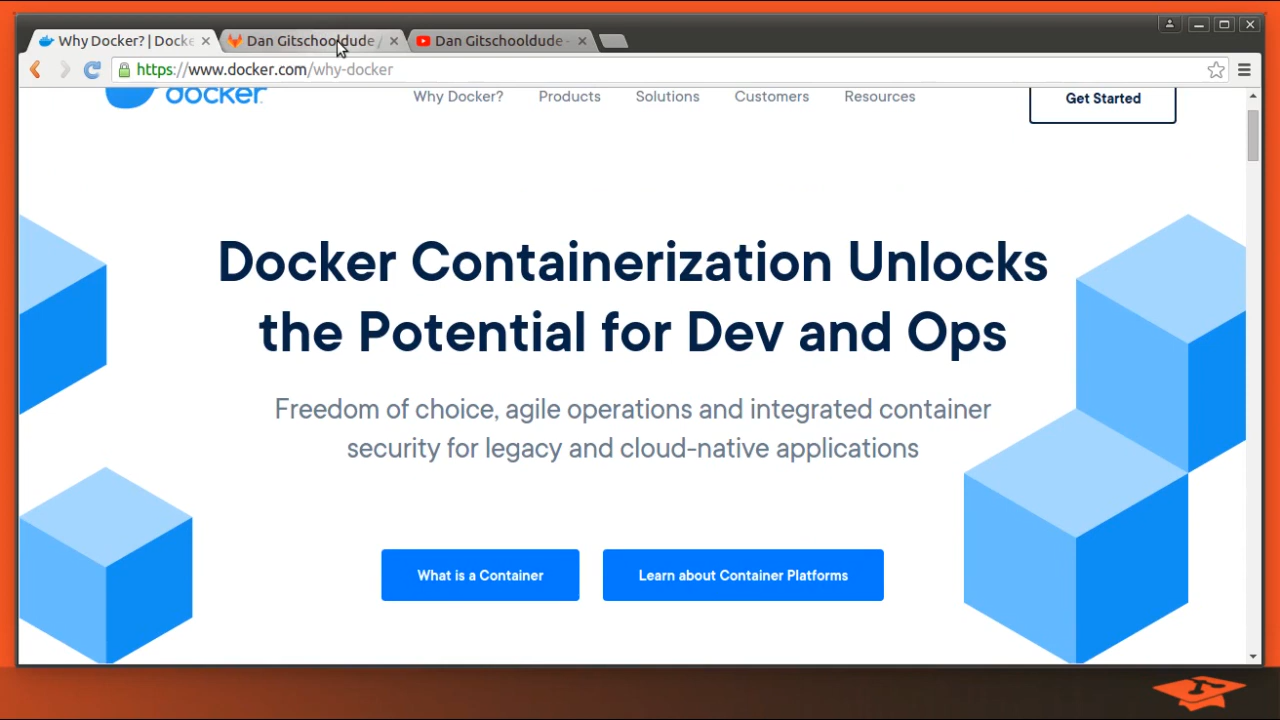 Why Docker? | Docke
Dan Gitschooldude /
Dan Gitschooldude -
https://www.docker.com/why-docker
docker
Why Docker?
Products
Solutions
Customers
Resources
Get Started
Docker Containerization Unlocks
the Potential for Dev and Ops
Freedom of choice, agile operations and integrated container
security for legacy and cloud-native applications
What is a Container
Learn about Container Platforms